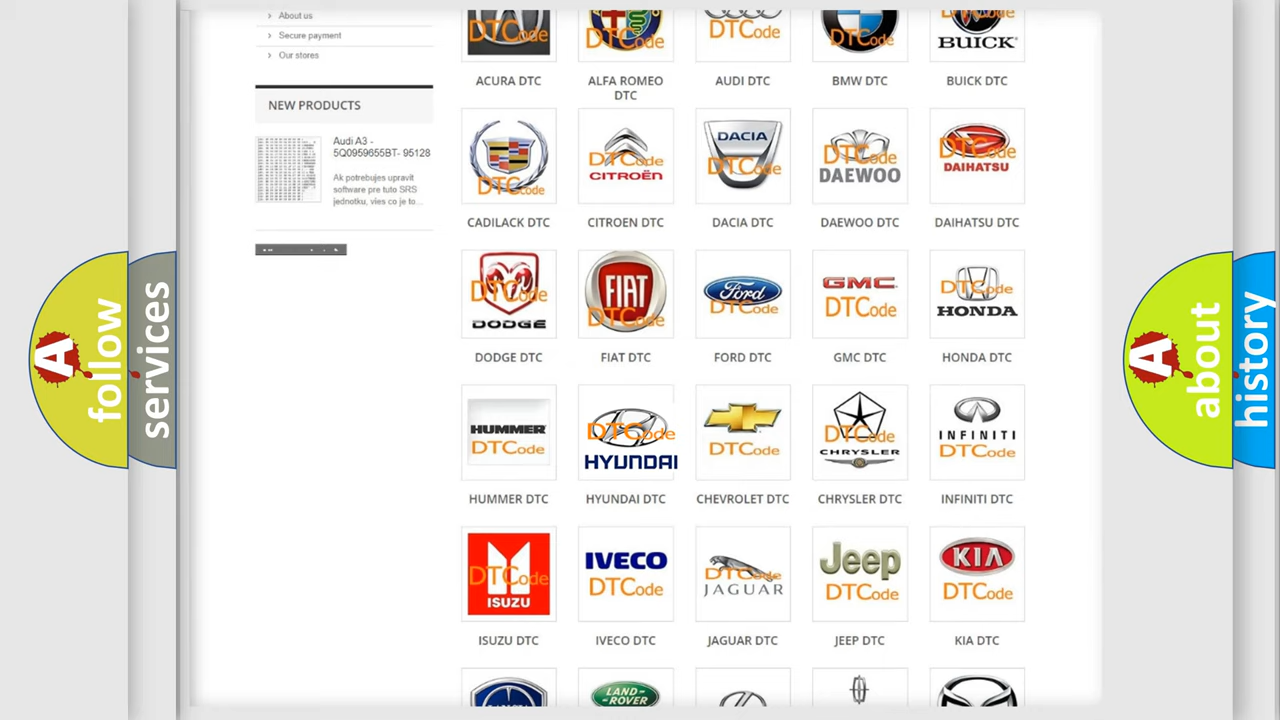 About us
Secure payment
Our stores
NEW PRODUCTS
Audi A3 -
5Q0959655BT- 95128
Ak potrebujes upravit
software pre tuto SRS
jednotku, vies co je to...
DTCode DTCode DTCode DTCode BUICK
ACURA DTC ALFA ROMEO DTC AUDI DTC BMW DTC BUICK DTC
DTCode
DTCode CITROËN
DACIA DTCode
DTCode DAEWOO
DTCode DAIHATSU
CADILACK DTC CITROEN DTC DACIA DTC DAEWOO DTC DAIHATSU DTC
DTCode DODGE
FIAT DTCode
Ford DTCode
GMC DTCode
DTCode HONDA
DODGE DTC FIAT DTC FORD DTC GMC DTC HONDA DTC
HUMMER DTCode
DTCode HYUNDAI
DTCode
DTCode CHRYSLER
INFINITI DTCode
HUMMER DTC HYUNDAI DTC CHEVROLET DTC CHRYSLER DTC INFINITI DTC
DTCode ISUZU
IVECO DTCode
DTCode JAGUAR
Jeep DTCode
KIA DTCode
ISUZU DTC IVECO DTC JAGUAR DTC JEEP DTC KIA DTC
LAND-
ROVER
A follow
services
A about
history